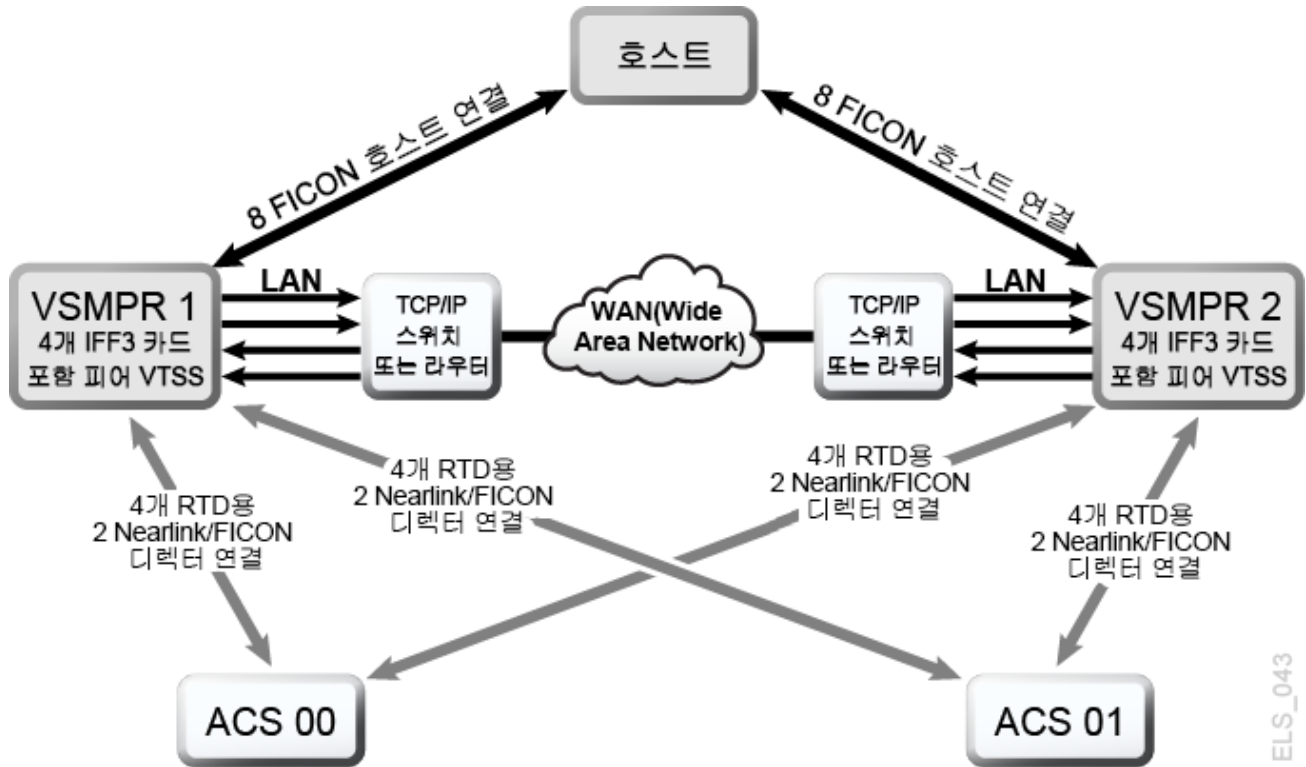 호스트
8 FICON 호스트 연결
8 FICON 호스트 연결
VSMPR 1
4개 IFF3 카드
포함 피어 VTSS
LAN
TCP/IP
스위치
또는 라우터
WAN(Wide
Area Network)
TCP/IP
스위치
또는 라우터
LAN
VSMPR 2
4개 IFF3 카드
포함 피어 VTSS
4개 RTD용
2 Nearlink/FICON
디렉터 연결
4개 RTD용
2 Nearlink/FICON
디렉터 연결
4개 RTD용
2 Nearlink/FICON
디렉터 연결
4개 RTD용
2 Nearlink/FICON
디렉터 연결
ACS 00
ACS 01
ELS_043